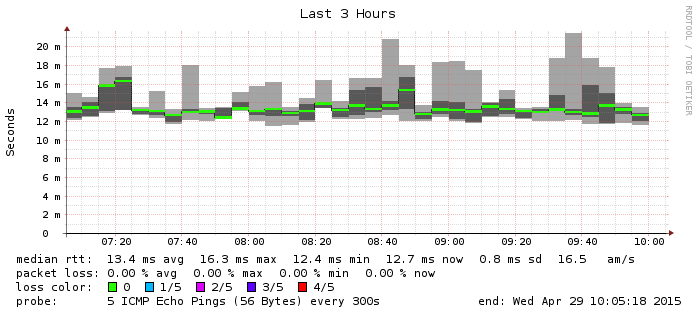 Last 3 Hours
RRDTOOL / TOBI OETIKER
Seconds
20 m
18 m
16 m
14 m
12 m
10 m
8 m
6 m
4 m
2 m
0
07:20 07:40 08:00 08:20 08:40 09:00 09:20 09:40 10:00
median rtt: 13.4 ms avg 16.3 ms max 12.4 ms min 12.7 ms now 0.8 ms sd 16.5 am/s
packet loss: 0.00 % avg 0.00 % max 0.00 % min 0.00 % now
loss color: 0 1/5 2/5 3/5 4/5
probe: 5 ICMP Echo Pings (56 Bytes) every 300s end: Wed Apr 29 10:05:18 2015